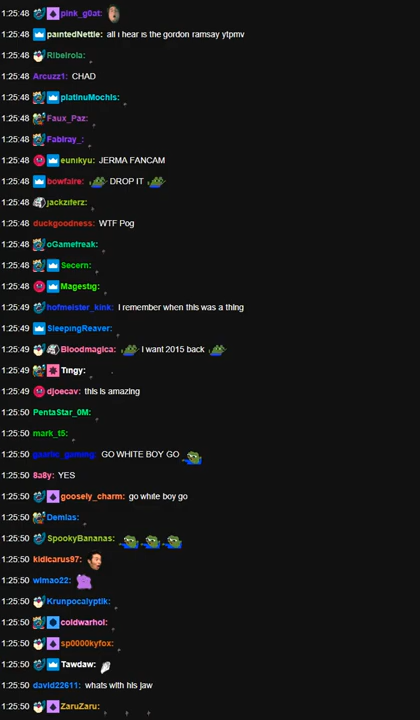 1:25:48 pink_g0at:
1:25:48 paintedNettle: all i hear is the gordon ramsay ytpmv
1:25:48 Ribeirola:
1:25:48 Arcuzz1: CHAD
1:25:48 platinuMochis:
1:25:48 Faux_Paz:
1:25:48 Fabiray_:
1:25:48 eunikyu: JERMA FANCAM
1:25:48 bowfaire: DROP IT
1:25:48 jackziferz:
1:25:48 duckgoodness: WTF Pog
1:25:48 oGamefreak:
1:25:48 Secern:
1:25:48 Magestig:
1:25:49 hofmeister_kink: I remember when this was a thing
1:25:49 SleepingReaver:
1:25:49 Bloodmagica: I want 2015 back
1:25:49 Tingy:
1:25:49 djoecav: this is amazing
1:25:50 PentaStar_0M:
1:25:50 mark_t5:
1:25:50 gaarlic_gaming: GO WHITE BOY GO
1:25:50 8a8y: YES
1:25:50 goosely_charm: go white boy go
1:25:50 Demias:
1:25:50 SpookyBananas:
1:25:50 kidicarus97:
1:25:50 wimao22:
1:25:50 Krunpocalyptik:
1:25:50 coldwarhol:
1:25:50 sp0000kyfox:
1:25:50 Tawdaw:
1:25:50 david22611: whats with his jaw
1:25:50 ZaruZaru: